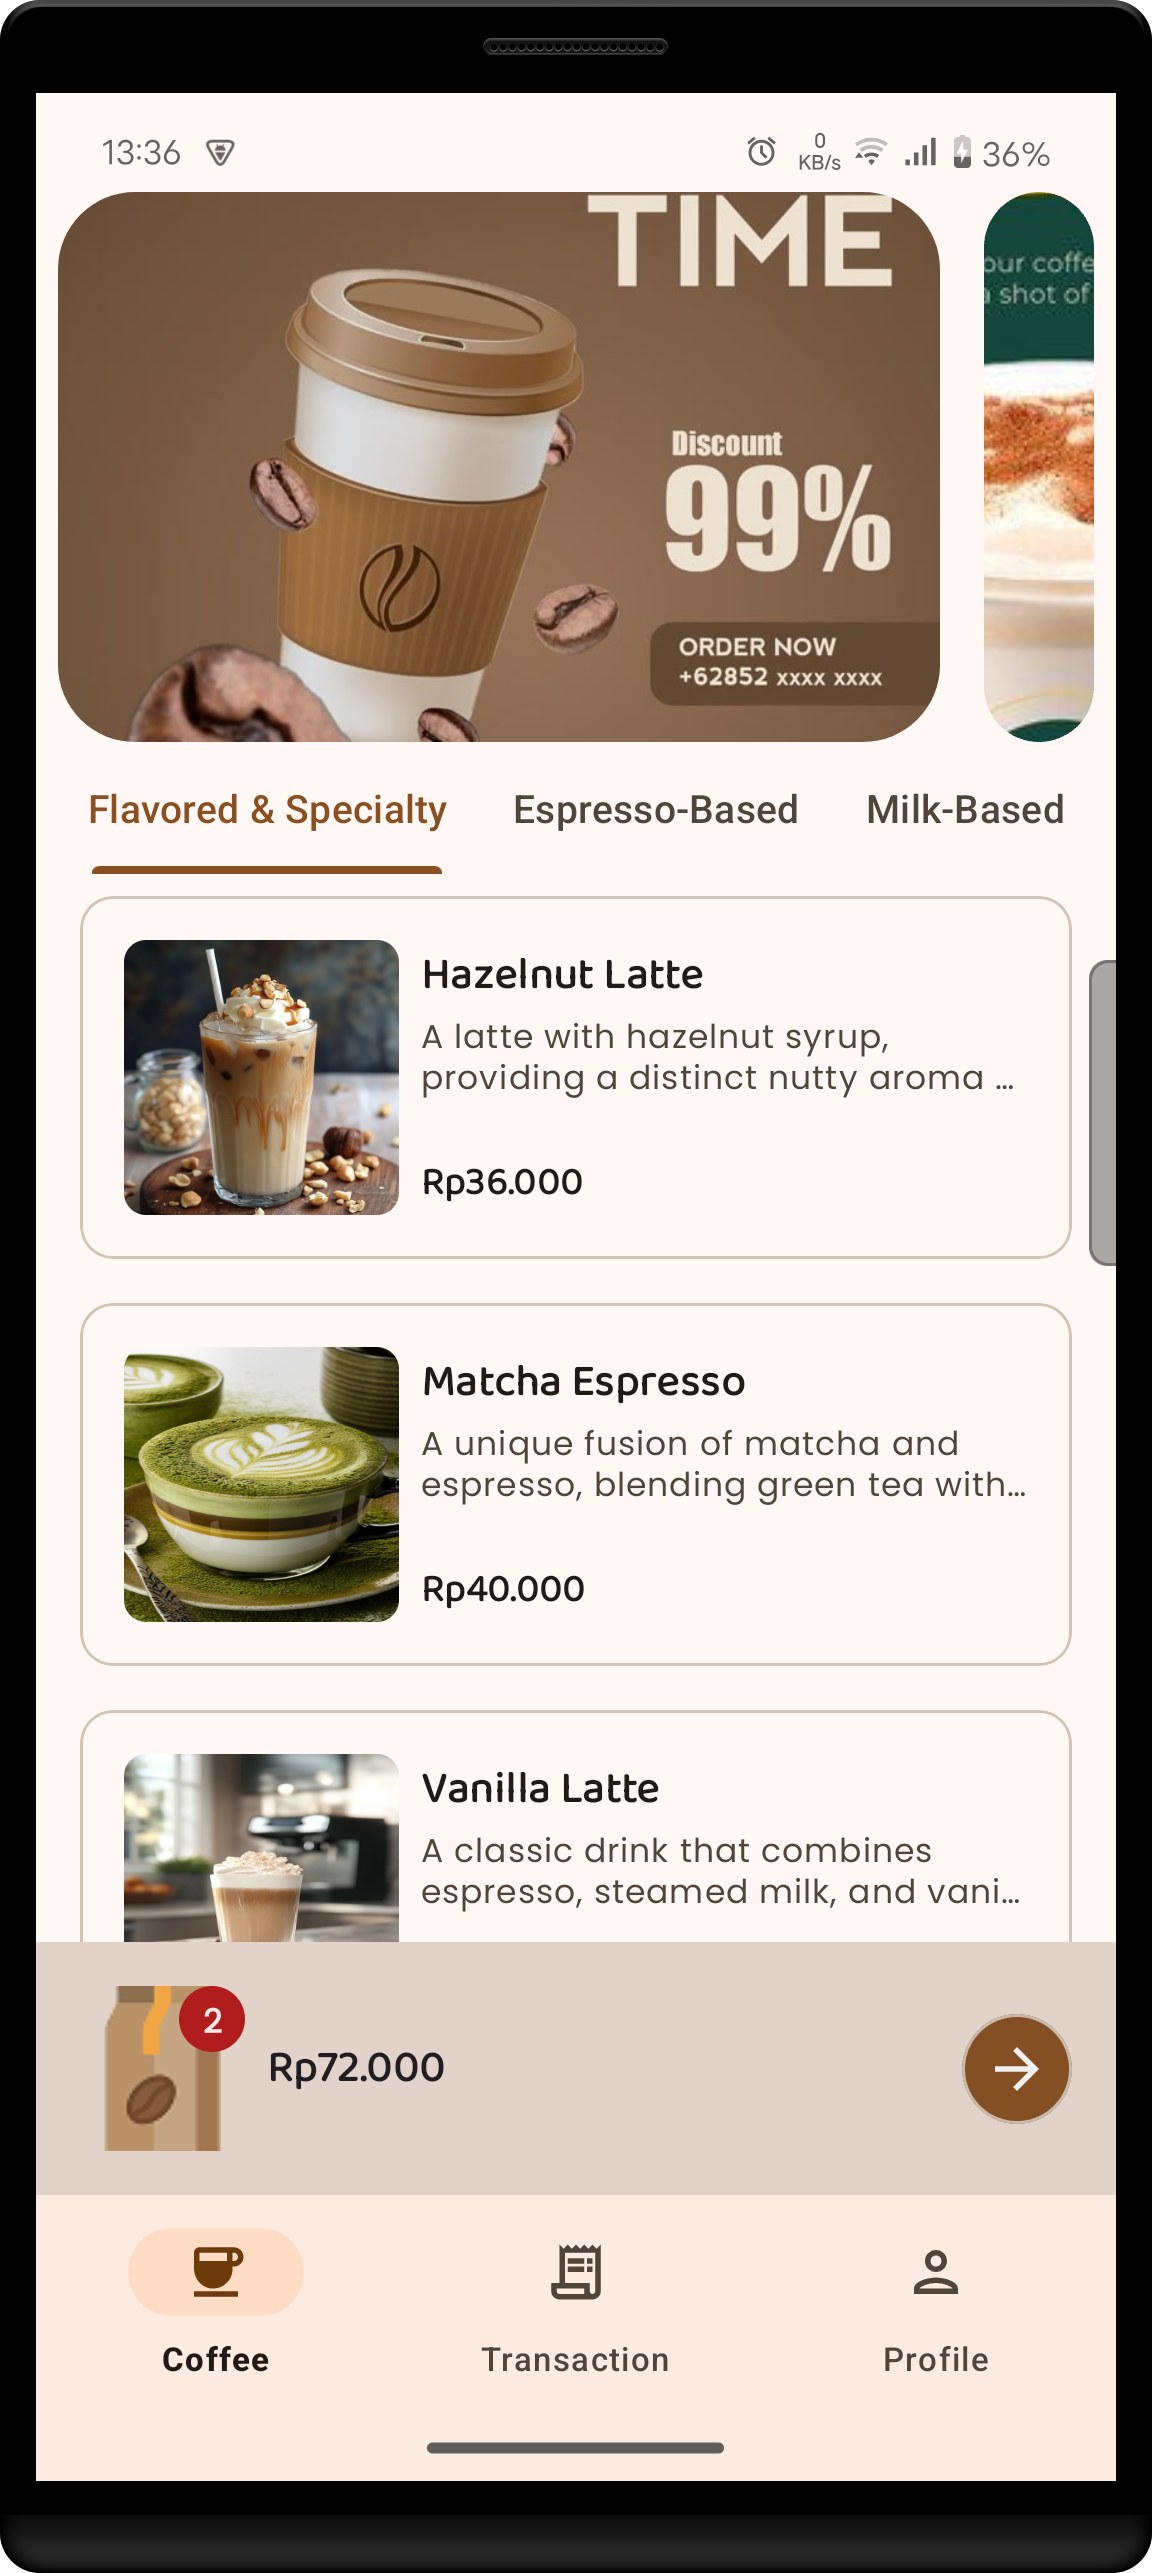 13:36
0
KB/s
36%
TIME
Discount
99%
ORDER NOW
+62852 xxxx xxxx
our coffe
a shot of
Flavored & Specialty
Espresso-Based
Milk-Based
Hazelnut Latte
A latte with hazelnut syrup,
providing a distinct nutty aroma ...
Rp36.000
Matcha Espresso
A unique fusion of matcha and
espresso, blending green tea with...
Rp40.000
Vanilla Latte
A classic drink that combines
espresso, steamed milk, and vani...
2
Rp72.000
Coffee
Transaction
Profile